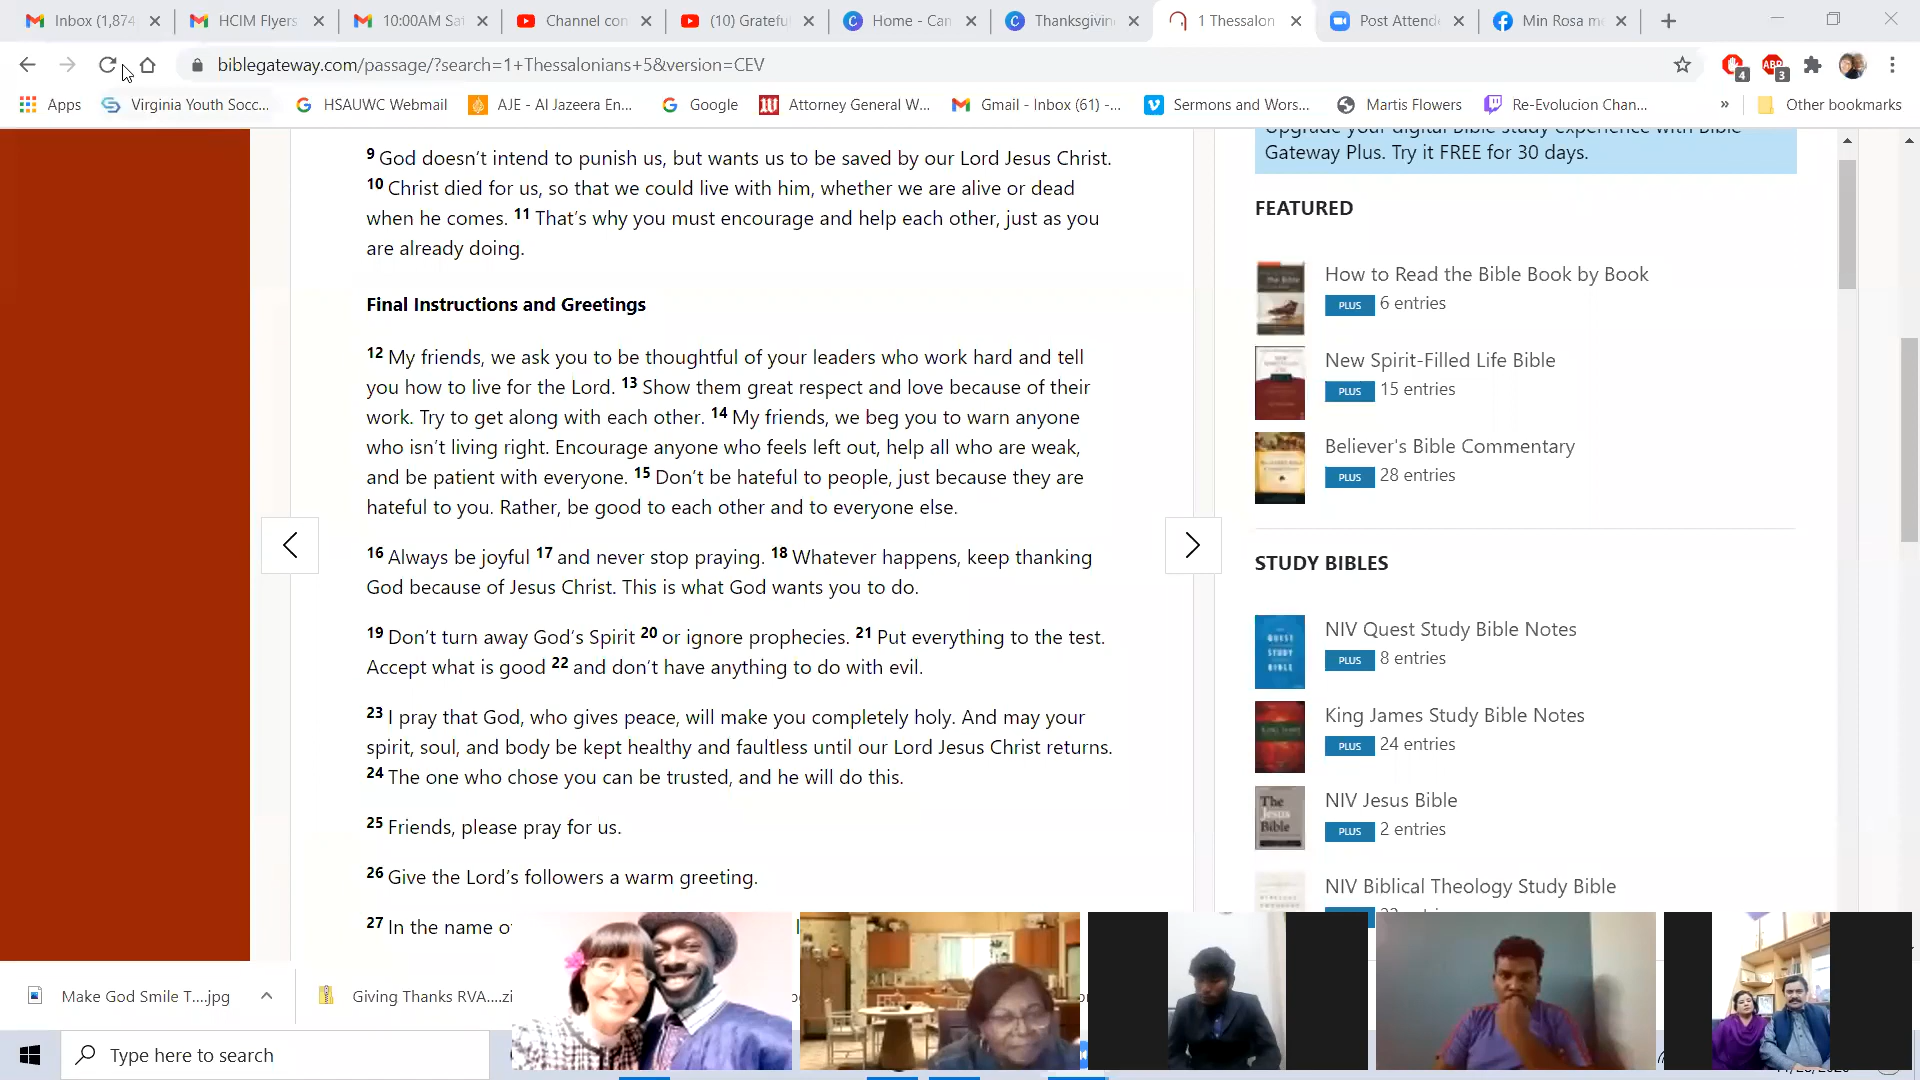 Inbox (1,874
HCIM Flyers
10:00AM Sat
Channel con
(10) Grateful
Home - Can
Thanksgiving
1 Thessalon
Post Attende
Min Rosa me
biblegateway.com/passage/?search=1+Thessalonians+5&version=CEV
4
ABP
3
Apps
Virginia Youth Socc...
HSAUWC Webmail
AJE - Al Jazeera En...
Google
Attorney General W...
Gmail - Inbox (61) -...
Sermons and Wors...
Martis Flowers
Re-Evolucion Chan...
»
Other bookmarks
9 God doesn't intend to punish us, but wants us to be saved by our Lord Jesus Christ.
10 Christ died for us, so that we could live with him, whether we are alive or dead
when he comes. 11 That's why you must encourage and help each other, just as you
are already doing.
Final Instructions and Greetings
12 My friends, we ask you to be thoughtful of your leaders who work hard and tell
you how to live for the Lord. 13 Show them great respect and love because of their
work. Try to get along with each other. 14 My friends, we beg you to warn anyone
who isn't living right. Encourage anyone who feels left out, help all who are weak,
and be patient with everyone. 15 Don't be hateful to people, just because they are
hateful to you. Rather, be good to each other and to everyone else.
16 Always be joyful 17 and never stop praying. 18 Whatever happens, keep thanking
God because of Jesus Christ. This is what God wants you to do.
19 Don't turn away God's Spirit 20 or ignore prophecies. 21 Put everything to the test.
Accept what is good 22 and don't have anything to do with evil.
23 I pray that God, who gives peace, will make you completely holy. And may your
spirit, soul, and body be kept healthy and faultless until our Lord Jesus Christ returns.
24 The one who chose you can be trusted, and he will do this.
25 Friends, please pray for us.
26 Give the Lord's followers a warm greeting.
27 In the name of
Upgrade your digital Bible study experience with Bible
Gateway Plus. Try it FREE for 30 days.
FEATURED
How to Read the Bible Book by Book
PLUS 6 entries
New Spirit-Filled Life Bible
PLUS 15 entries
Believer's Bible Commentary
PLUS 28 entries
STUDY BIBLES
QUEST
STUDY
BIBLE
NIV Quest Study Bible Notes
PLUS 8 entries
King James Study Bible Notes
PLUS 24 entries
The
Jesus
Bible
NIV Jesus Bible
PLUS 2 entries
NIV Biblical Theology Study Bible
Make God Smile T....jpg
Giving Thanks RVA....zi
Type here to search